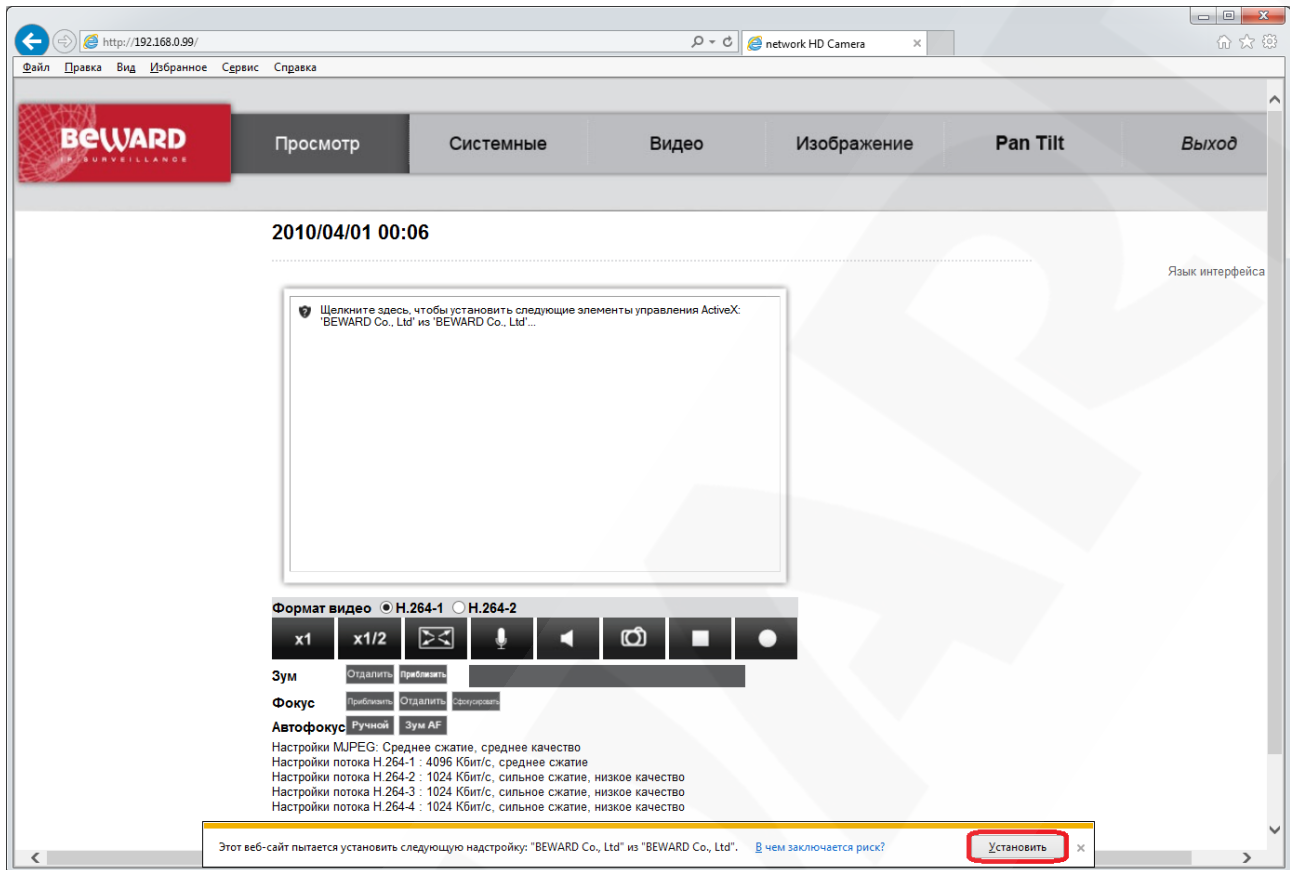 http://192.168.0.99/
network HD Camera
Файл Правка Вид Избранное Сервис Справка
BEWARD
IP SURVEILLANCE
Просмотр Системные Видео Изображение Pan Tilt Выход
2010/04/01 00:06
Язык интерфейса
Щелкните здесь, чтобы установить следующие элементы управления ActiveX:
'BEWARD Co., Ltd' из 'BEWARD Co., Ltd'...
Формат видео H.264-1 H.264-2
x1 x1/2
Зум Отдалить Приблизить
Фокус Приблизить Отдалить Сфокусировать
Автофокус Ручной Зум AF
Настройки MJPEG: Среднее сжатие, среднее качество
Настройки потока H.264-1 : 4096 Кбит/с, среднее сжатие
Настройки потока H.264-2 : 1024 Кбит/с, сильное сжатие, низкое качество
Настройки потока H.264-3 : 1024 Кбит/с, сильное сжатие, низкое качество
Настройки потока H.264-4 : 1024 Кбит/с, сильное сжатие, низкое качество
Этот веб-сайт пытается установить следующую надстройку: "BEWARD Co., Ltd" из "BEWARD Co., Ltd". В чем заключается риск? Установить